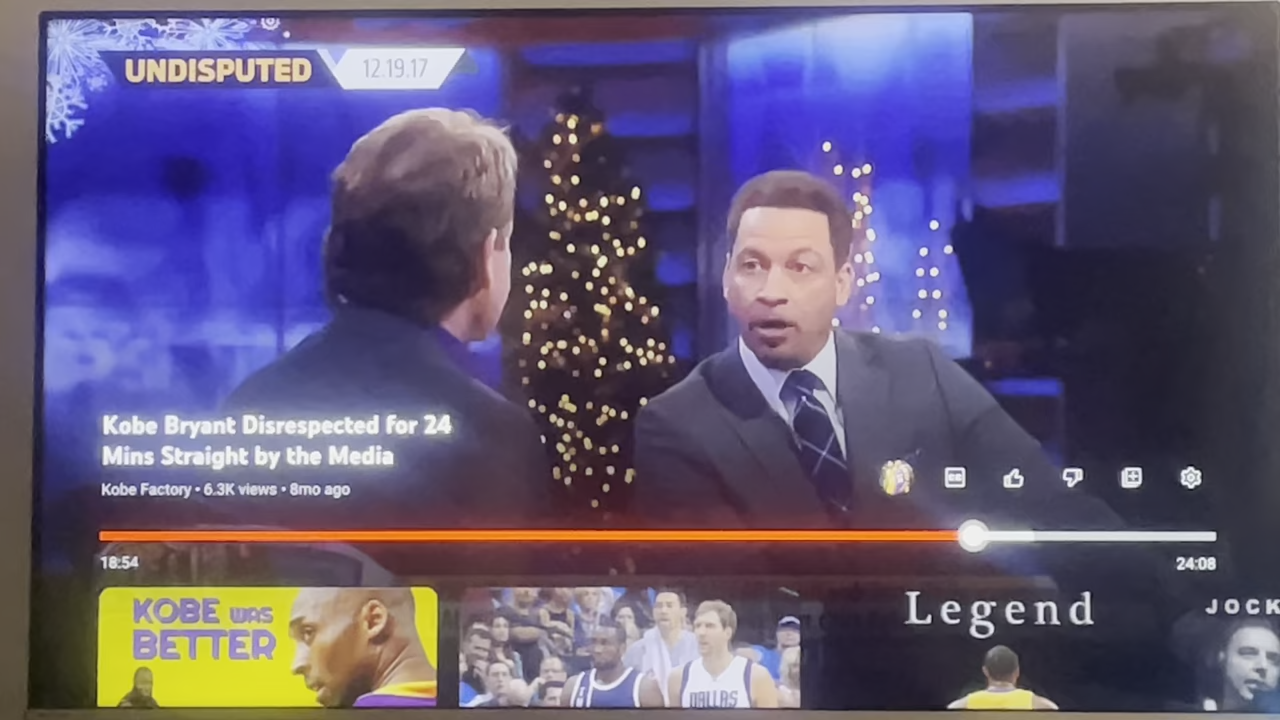 UNDISPUTED 12.19.17
Kobe Bryant Disrespected for 24
Mins Straight by the Media
Kobe Factory • 6.3K views • 8mo ago
CC
18:54 24:08
KOBE WAS
BETTER
DALLAS
Legend
JOCK